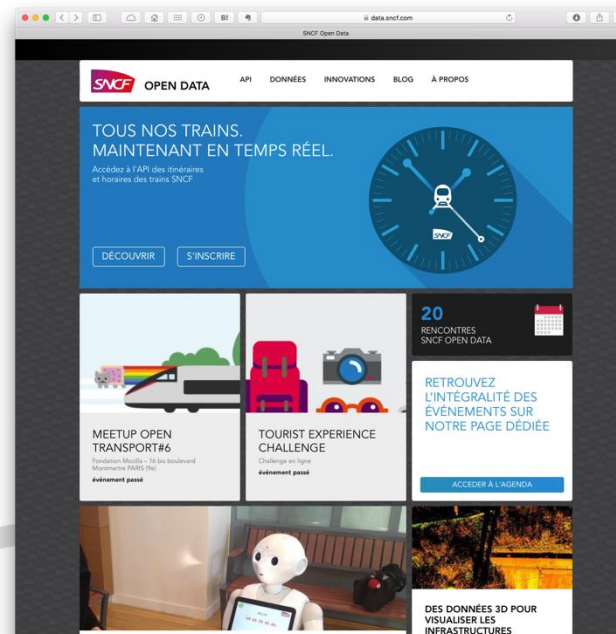 B!
data.sncf.com
SNCF Open Data
SNCF
OPEN DATA
API
DONNÉES
INNOVATIONS
BLOG
À PROPOS
TOUS NOS TRAINS.
MAINTENANT EN TEMPS RÉEL.
Accédez à l'API des itinéraires
et horaires des trains SNCF
DÉCOUVRIR
S'INSCRIRE
SNCF
MEETUP OPEN
TRANSPORT#6
Fondation Mozilla – 16 bis boulevard
Montmartre PARIS (9e)
événement passé
TOURIST EXPERIENCE
CHALLENGE
Challenge en ligne
événement passé
20
RENCONTRES
SNCF OPEN DATA
RETROUVEZ
L'INTÉGRALITÉ DES
ÉVÉNEMENTS SUR
NOTRE PAGE DÉDIÉE
ACCEDER À L'AGENDA
DES DONNÉES 3D POUR
VISUALISER LES
INFRASTRUCTURES